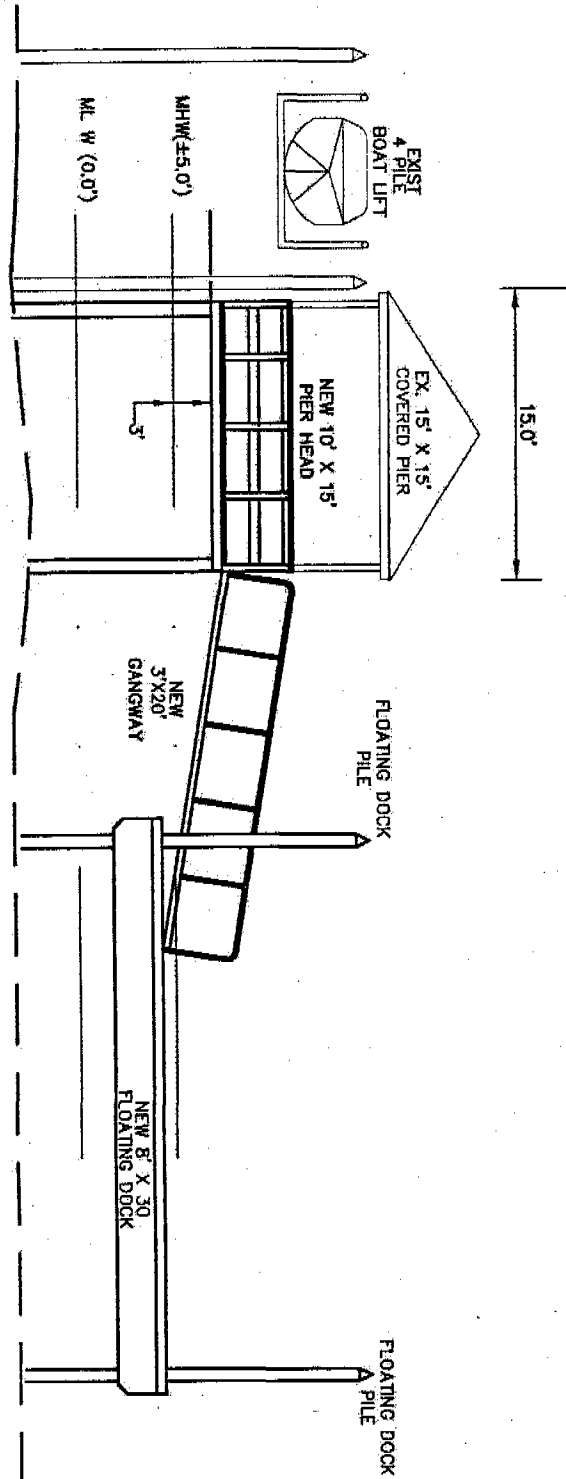 15.0'
EX. 15' X 15'
COVERED PIER
EXIST
4 PILE
BOAT LIFT
NEW 10' X 15'
PIER HEAD
FLOATING DOCK
PILE
FLOATING DOCK
PILE
MHW(±5.0')
3'
NEW
3'X20'
GANGWAY
ML W (0.0')
NEW 8' X 30
FLOATING DOCK